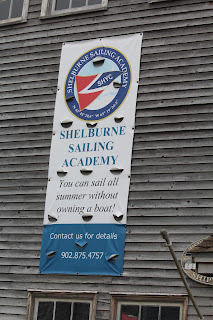 SHELBURNE SAILING ACADEMY
SHYC
SHELBURNE
SAILING
ACADEMY
You can sail all
summer without
owning a boat!
Contact us for details
902.875.4757